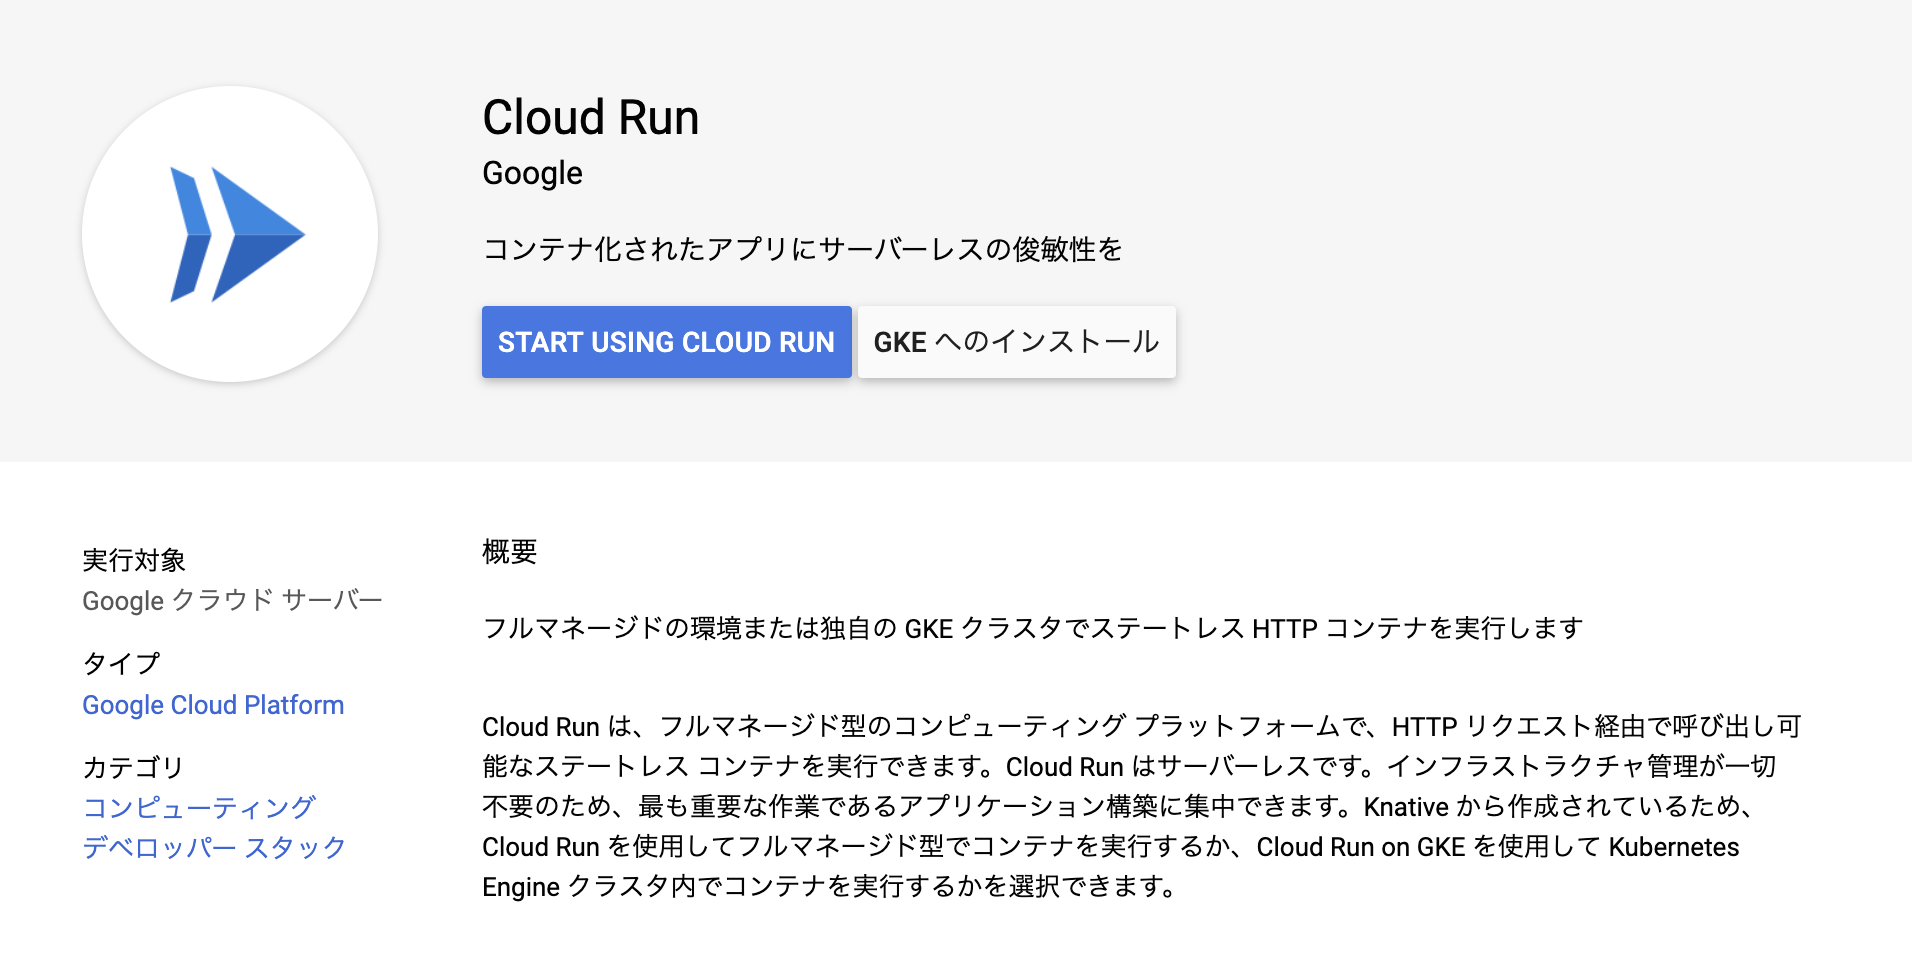 Cloud Run
Google
コンテナ化されたアプリにサーバーレスの俊敏性を
START USING CLOUD RUN
GKE へのインストール
実行対象
Google クラウド サーバー
タイプ
Google Cloud Platform
カテゴリ
コンピューティング
デベロッパー スタック
概要
フルマネージドの環境または独自の GKE クラスタでステートレス HTTP コンテナを実行します
Cloud Run は、フルマネージド型のコンピューティング プラットフォームで、HTTP リクエスト経由で呼び出し可
能なステートレス コンテナを実行できます。Cloud Run はサーバーレスです。インフラストラクチャ管理が一切
不要のため、最も重要な作業であるアプリケーション構築に集中できます。Knative から作成されているため、
Cloud Run を使用してフルマネージド型でコンテナを実行するか、Cloud Run on GKE を使用して Kubernetes
Engine クラスタ内でコンテナを実行するかを選択できます。